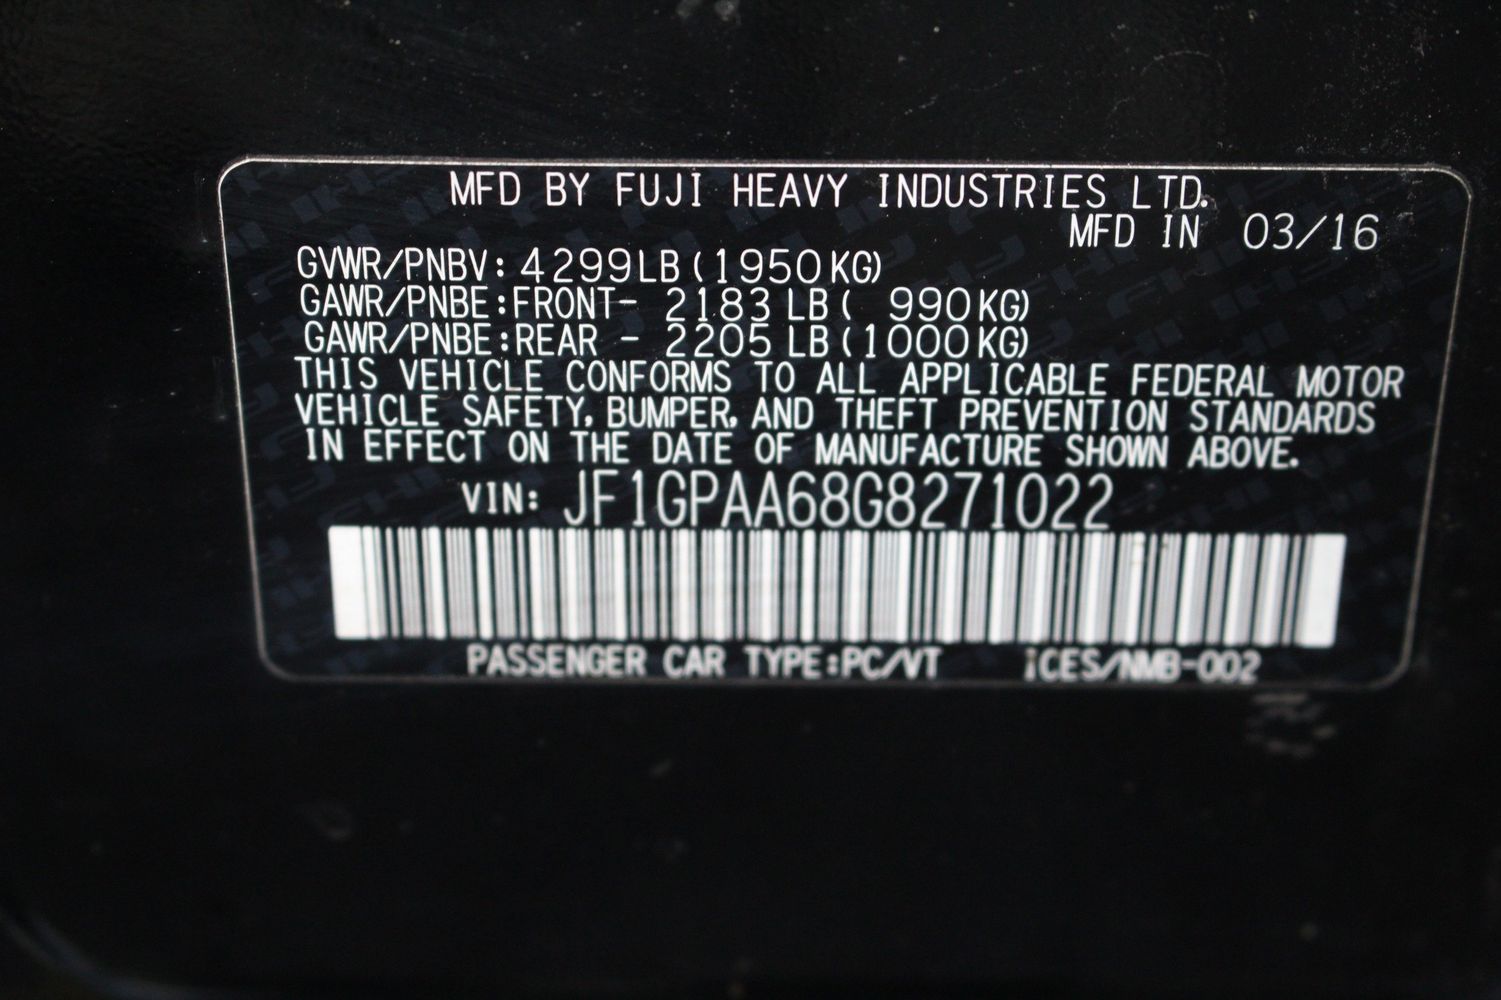 MFD BY FUJI HEAVY INDUSTRIES LTD.
MFD IN 03/16
GVWR/PNBV: 4299LB (1950KG)
GAWR/PNBE:FRONT- 2183 LB ( 990KG)
GAWR/PNBE:REAR - 2205 LB (1000KG)
THIS VEHICLE CONFORMS TO ALL APPLICABLE FEDERAL MOTOR
VEHICLE SAFETY, BUMPER, AND THEFT PREVENTION STANDARDS
IN EFFECT ON THE DATE OF MANUFACTURE SHOWN ABOVE.
VIN: JF1GPAA68G8271022
PASSENGER CAR TYPE:PC/VT iCES/NMB-002